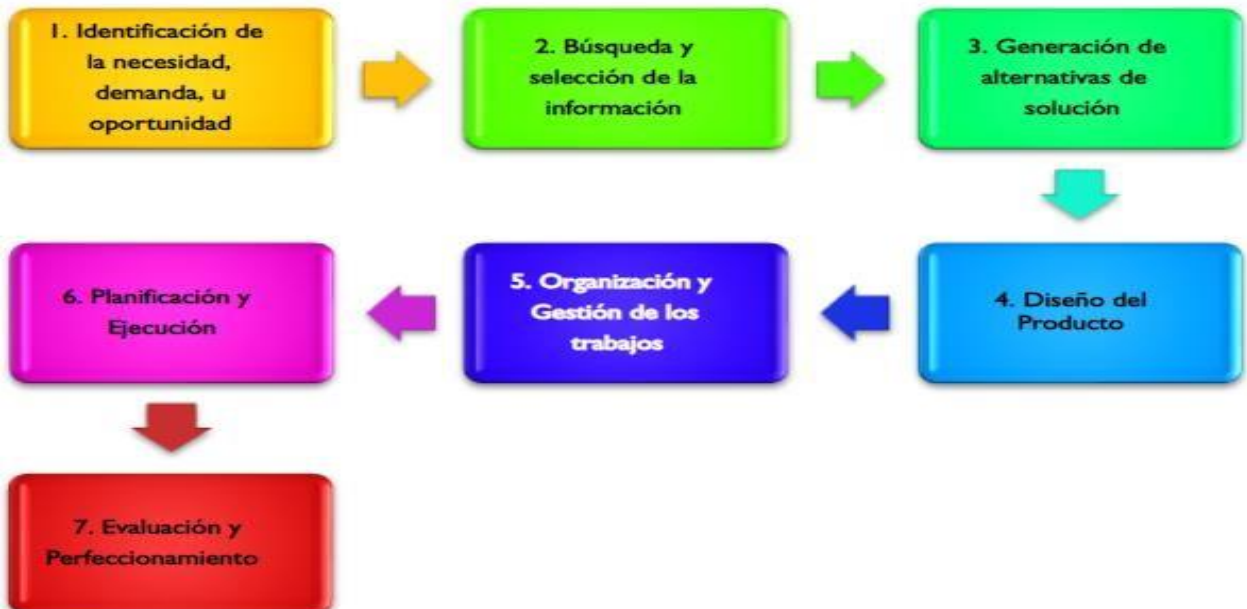 1. Identificación de
la necesidad,
demanda, u
oportunidad
2. Búsqueda y
selección de la
información
3. Generación de
alternativas de
solución
4. Diseño del
Producto
5. Organización y
Gestión de los
trabajos
6. Planificación y
Ejecución
7. Evaluación y
Perfeccionamiento